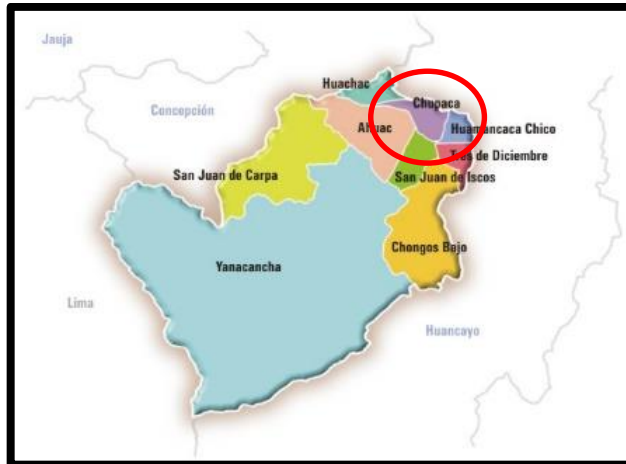 Jauja
Huachac
Chupaca
Concepción
Ahuac
Huamancaca Chico
Tres de Diciembre
San Juan de Carpa
San Juan de Iscos
Chongos Bajo
Yanacancha
Lima
Huancayo